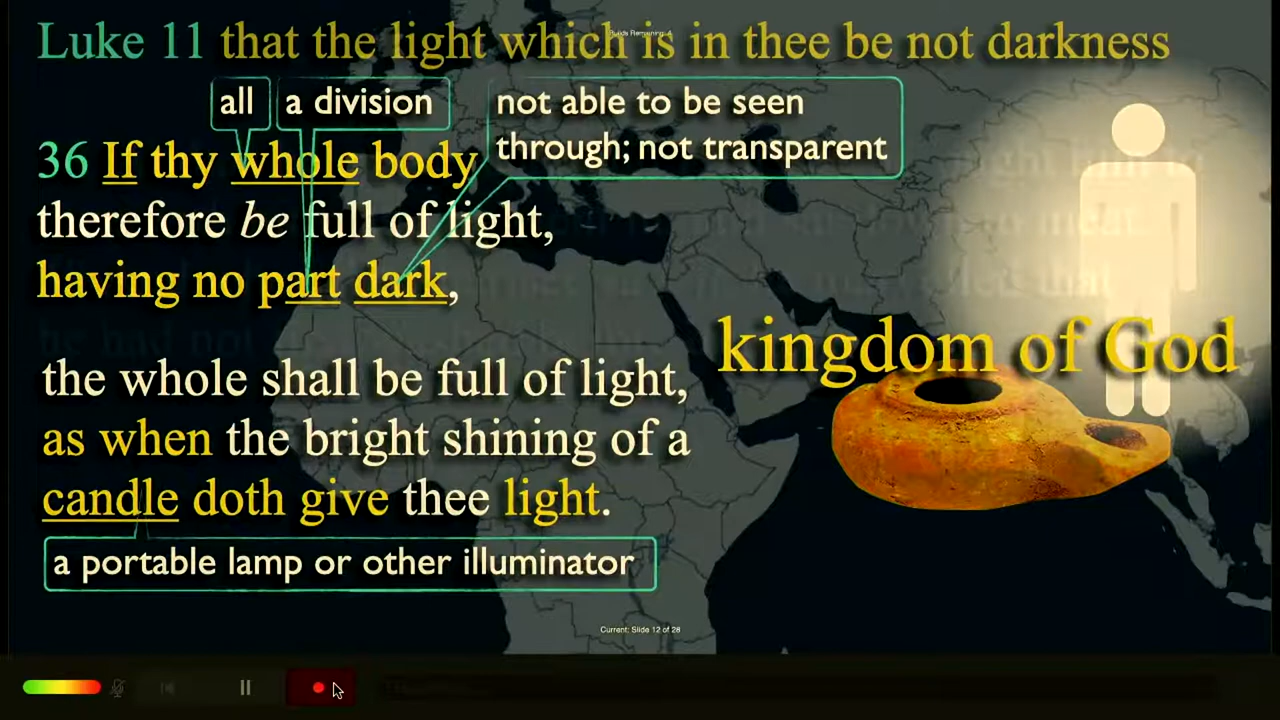 Luke 11 that the light which is in thee be not darkness
Builds Remaining: 4
all
a division
not able to be seen
through; not transparent
36 If thy whole body
therefore be full of light,
having no part dark,
kingdom of God
the whole shall be full of light,
as when the bright shining of a
candle doth give thee light.
a portable lamp or other illuminator
Current: Slide 12 of 28